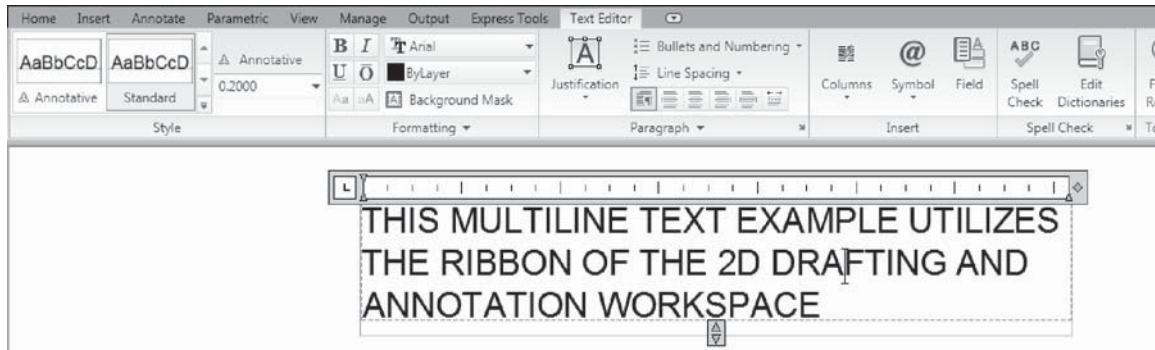 Home Insert Annotate Parametric View Manage Output Express Tools Text Editor
AaBbCcD AaBbCcD Annotative
Annotative Standard 0.2000
Style
B I Arial
U O ByLayer
Aa aA Background Mask
Formatting
A Justification
Bullets and Numbering
Line Spacing
Paragraph
Columns
@ Symbol
Field
Insert
ABC Spell Check
Edit Dictionaries
Spell Check
L
THIS MULTILINE TEXT EXAMPLE UTILIZES
THE RIBBON OF THE 2D DRAFTING AND
ANNOTATION WORKSPACE